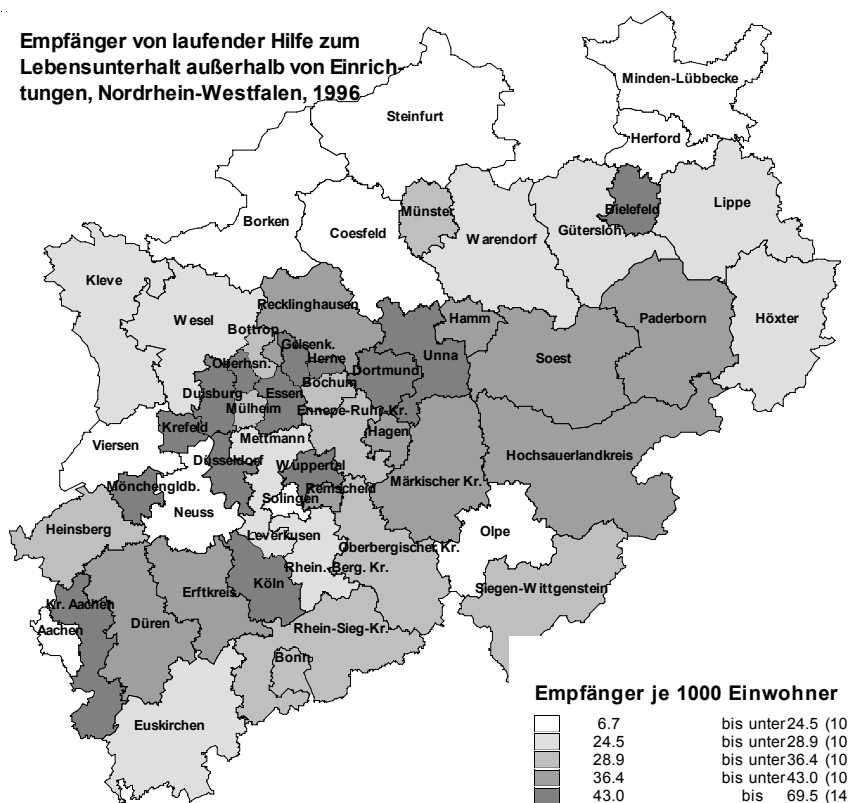 Empfänger von laufender Hilfe zum
Lebensunterhalt außerhalb von Einrich-
tungen, Nordrhein-Westfalen, 1996
Minden-Lübbecke
Steinfurt
Herford
Lippe
Bielefeld
Münster
Borken
Coesfeld
Warendorf
Gütersloh
Kleve
Recklinghausen
Wesel
Hamm
Paderborn
Höxter
Bottrop
Gelsenk.
Herne
Unna
Soest
Oberhsn.
Dortmund
Bochum
Duisburg
Essen
Mülheim
Ennepe-Ruhr-Kr.
Krefeld
Hagen
Mettmann
Viersen
Hochsauerlandkreis
Düsseldorf
Wuppertal
Märkischer Kr.
Mönchengldb.
Remscheid
Solingen
Neuss
Heinsberg
Leverkusen
Olpe
Oberbergischer Kr.
Rhein.-Berg. Kr.
Köln
Siegen-Wittgenstein
Erftkreis
Kr. Aachen
Düren
Aachen
Rhein-Sieg-Kr.
Bonn
Euskirchen
Empfänger je 1000 Einwohner
6.7 bis unter 24.5 (10
24.5 bis unter 28.9 (10
28.9 bis unter 36.4 (10
36.4 bis unter 43.0 (10
43.0 bis 69.5 (14